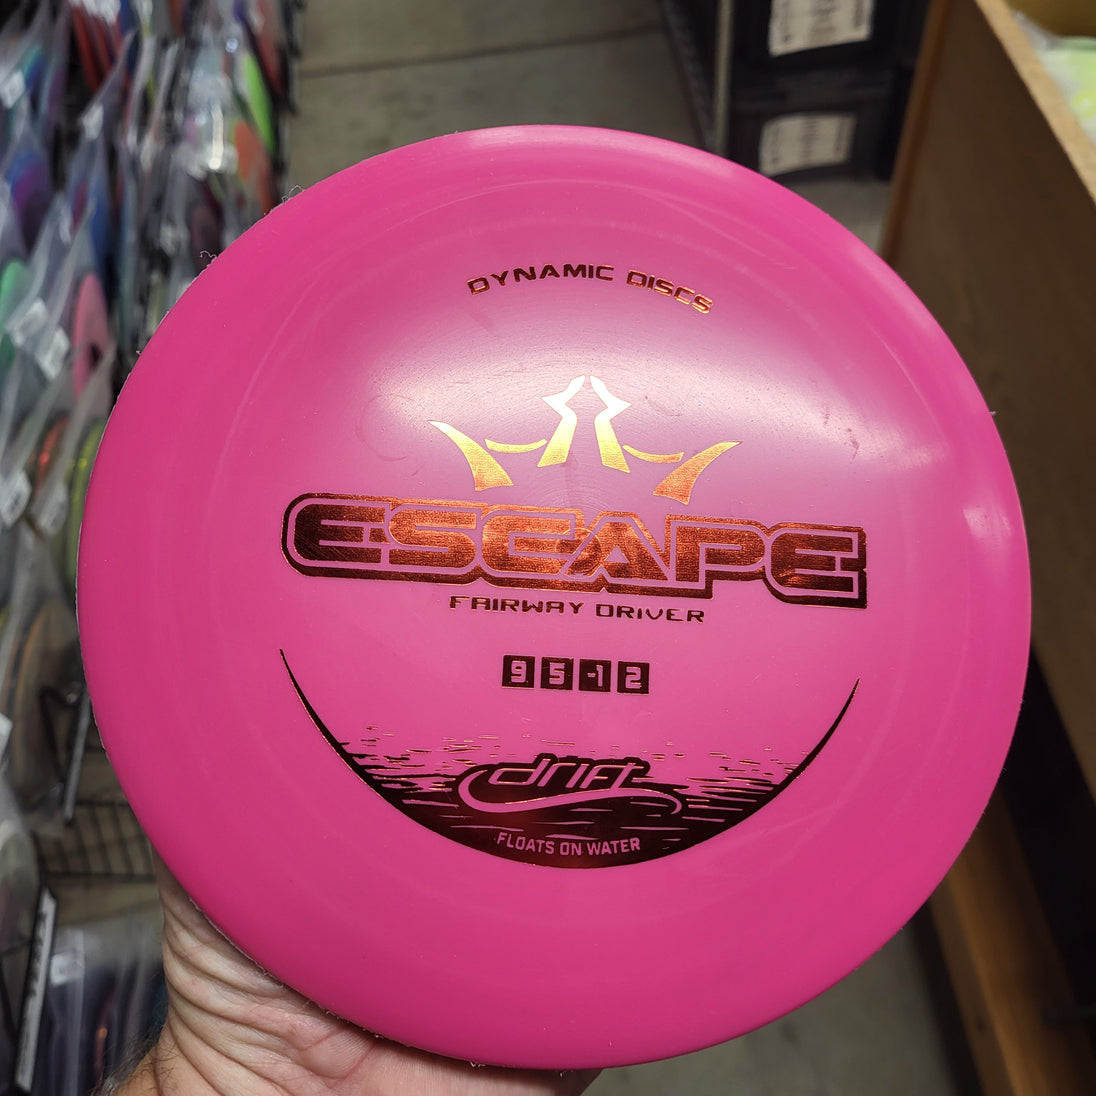 DYNAMIC DISCS
ESCAPE
FAIRWAY DRIVER
9 5 -1 2
drift
FLOATS ON WATER